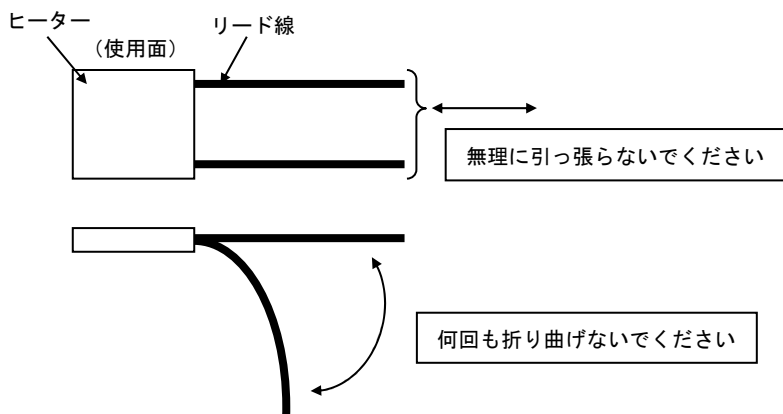 ヒーター
(使用面)
リード線
無理に引っ張らないでください
何回も折り曲げないでください